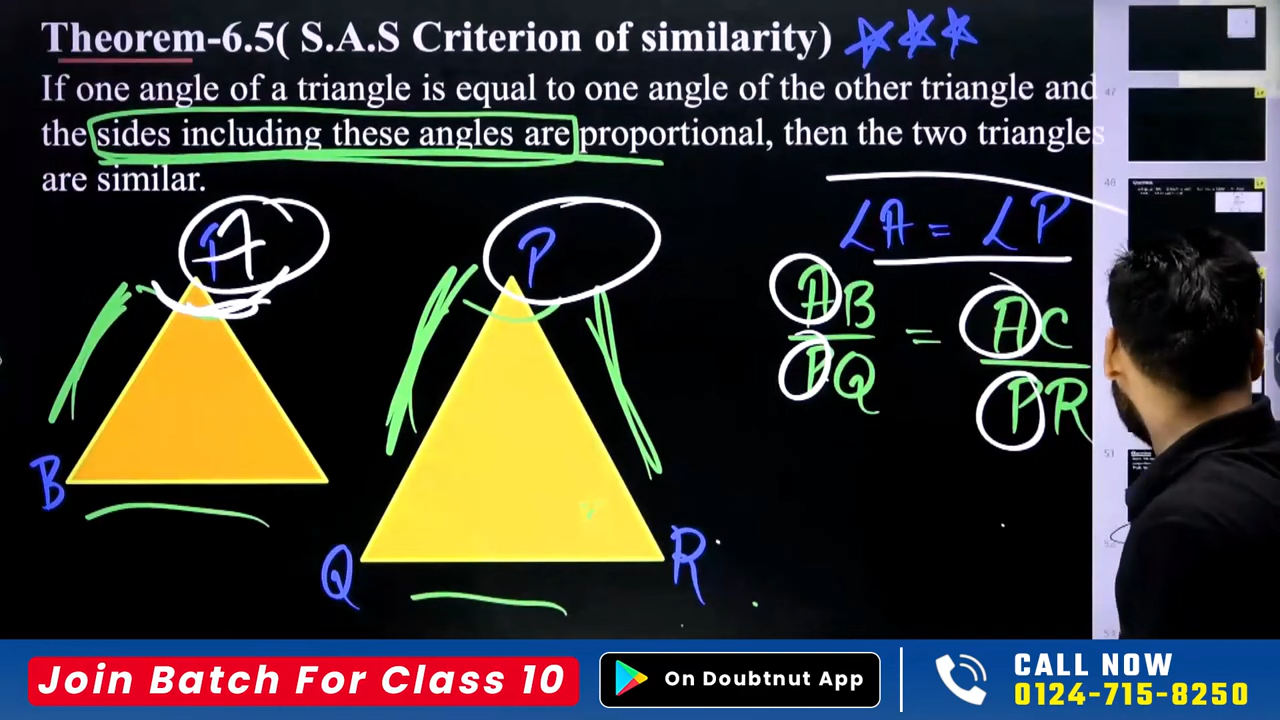 Theorem-6.5( S.A.S Criterion of similarity)
If one angle of a triangle is equal to one angle of the other triangle and
the sides including these angles are proportional, then the two triangles
are similar.
A
P
B
Q
R
∠A = ∠P
AB/PQ = AC/PR
47
48
Join Batch For Class 10
On Doubtnut App
CALL NOW
0124-715-8250